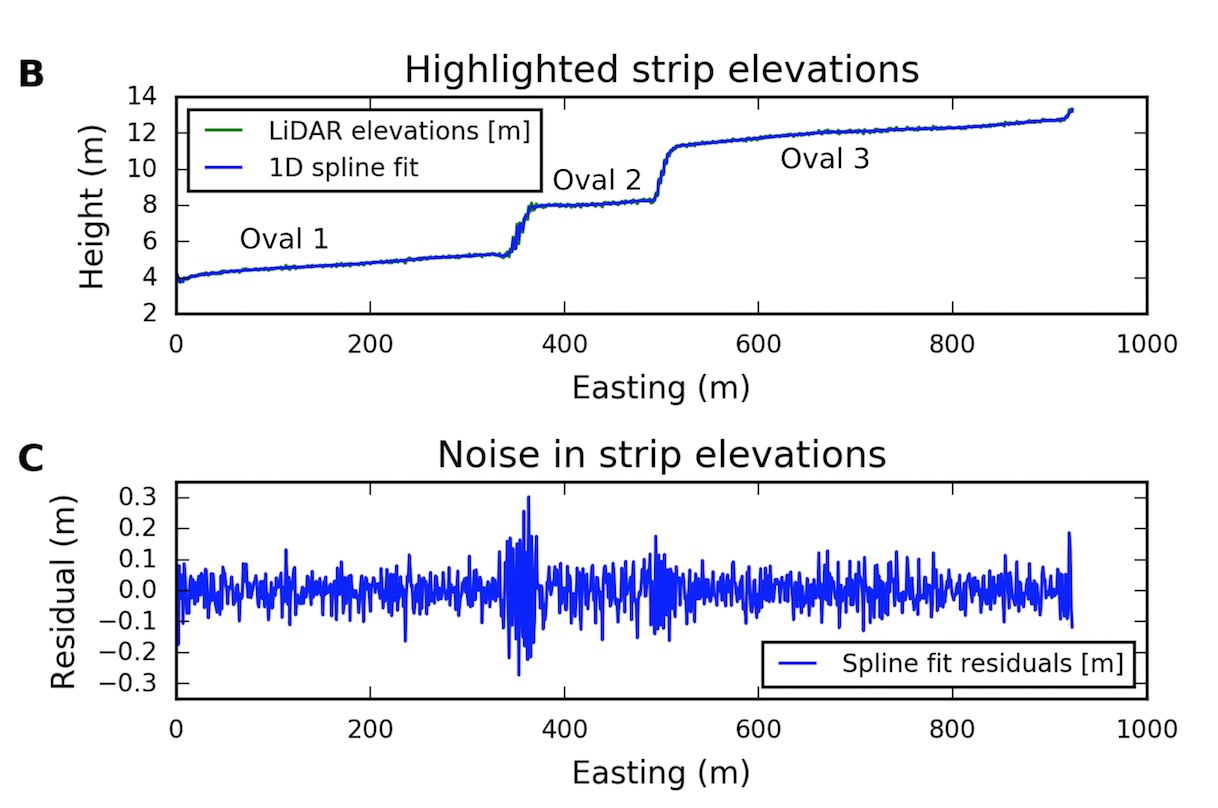 B
Highlighted strip elevations
Height (m)
14
12
10
8
6
4
2
LiDAR elevations [m]
1D spline fit
Oval 1
Oval 2
Oval 3
0 200 400 600 800 1000
Easting (m)
C
Noise in strip elevations
Residual (m)
0.3
0.2
0.1
0.0
−0.1
−0.2
−0.3
Spline fit residuals [m]
0 200 400 600 800 1000
Easting (m)